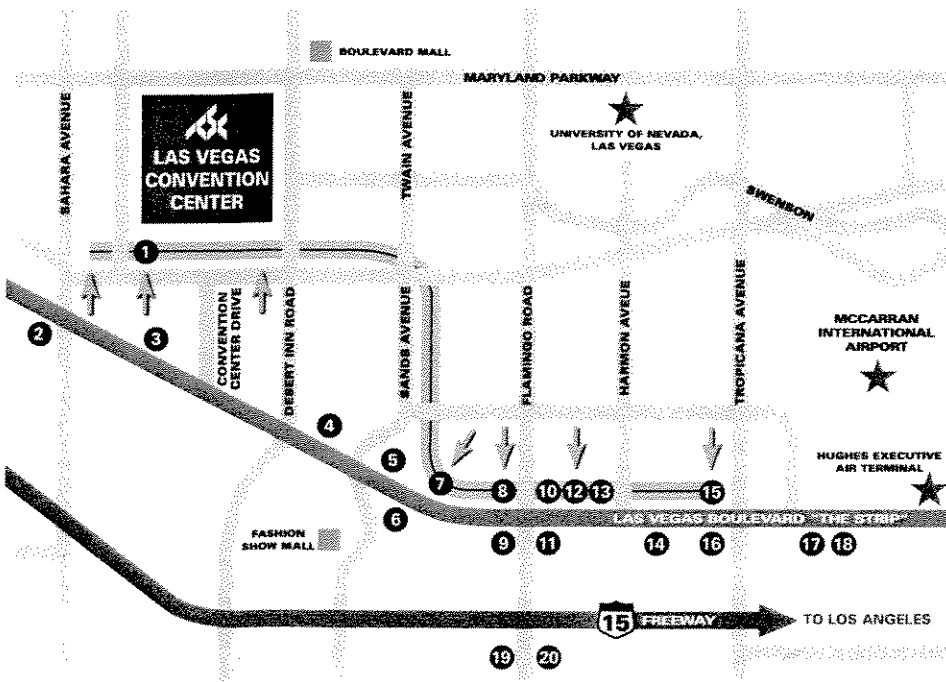 BOULEVARD MALL
MARYLAND PARKWAY
SAHARA AVENUE
LAS VEGAS
CONVENTION
CENTER
TWAIN AVENUE
UNIVERSITY OF NEVADA,
LAS VEGAS
SWENSON
1
2
3
CONVENTION
CENTER DRIVE
DESERT INN ROAD
SANDS AVENUE
FLAMINGO ROAD
HARMON AVEUE
TROPICANA AVENUE
MCCARRAN
INTERNATIONAL
AIRPORT
4
5
HUGHES EXECUTIVE
AIR TERMINAL
7
8
10
12
13
15
6
LAS VEGAS BOULEVARD "THE STRIP"
FASHION
SHOW MALL
9
11
14
16
17
18
15
FREEWAY
TO LOS ANGELES
19
20